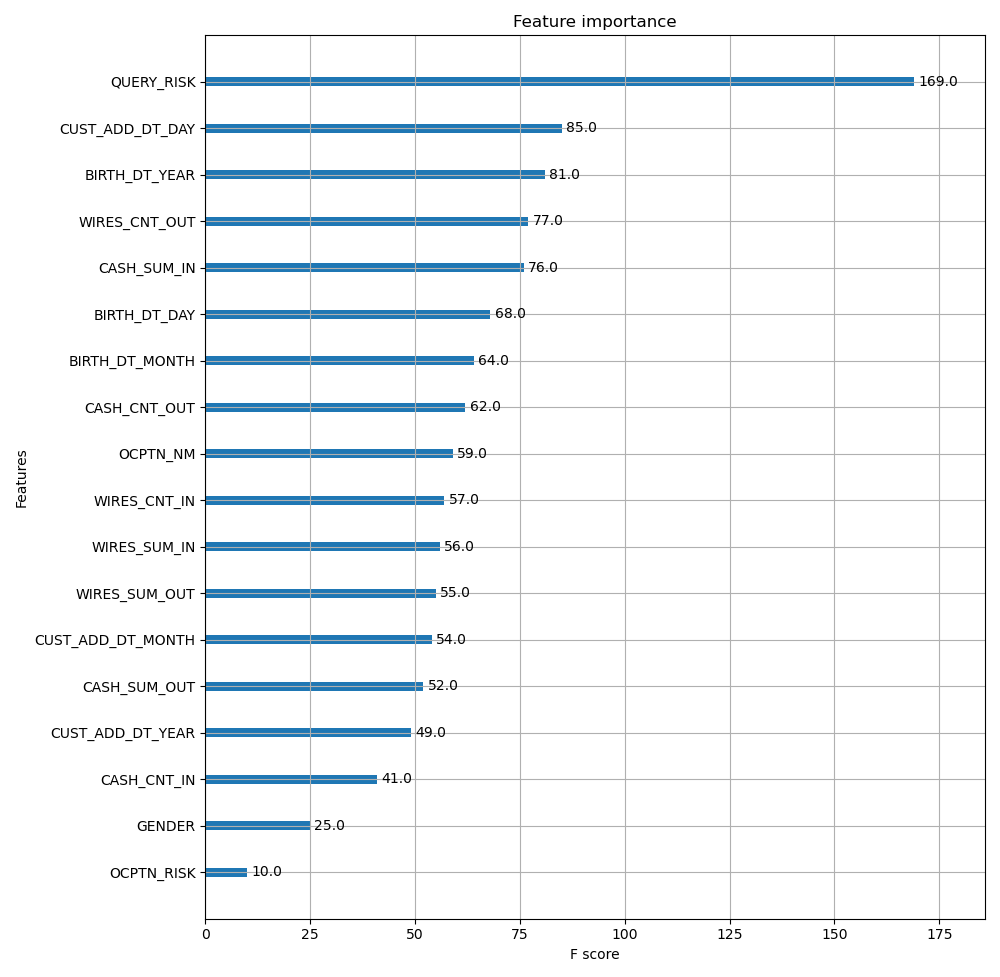 Feature importance
QUERY_RISK 169.0
CUST_ADD_DT_DAY 85.0
BIRTH_DT_YEAR 81.0
WIRES_CNT_OUT 77.0
CASH_SUM_IN 76.0
BIRTH_DT_DAY 68.0
BIRTH_DT_MONTH 64.0
CASH_CNT_OUT 62.0
OCPTN_NM 59.0
WIRES_CNT_IN 57.0
WIRES_SUM_IN 56.0
WIRES_SUM_OUT 55.0
CUST_ADD_DT_MONTH 54.0
CASH_SUM_OUT 52.0
CUST_ADD_DT_YEAR 49.0
CASH_CNT_IN 41.0
GENDER 25.0
OCPTN_RISK 10.0
Features
0 25 50 75 100 125 150 175
F score